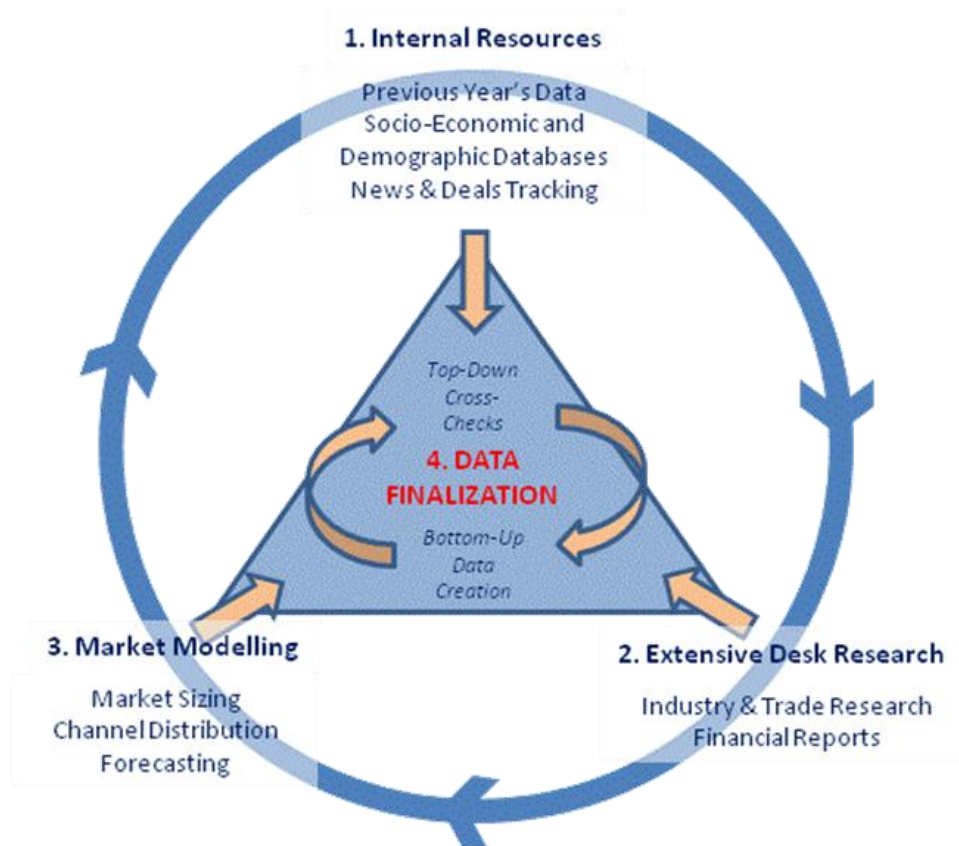 1. Internal Resources
Previous Year's Data
Socio-Economic and
Demographic Databases
News & Deals Tracking
Top-Down
Cross-
Checks
4. DATA
FINALIZATION
Bottom-Up
Data
Creation
3. Market Modelling
Market Sizing
Channel Distribution
Forecasting
2. Extensive Desk Research
Industry & Trade Research
Financial Reports